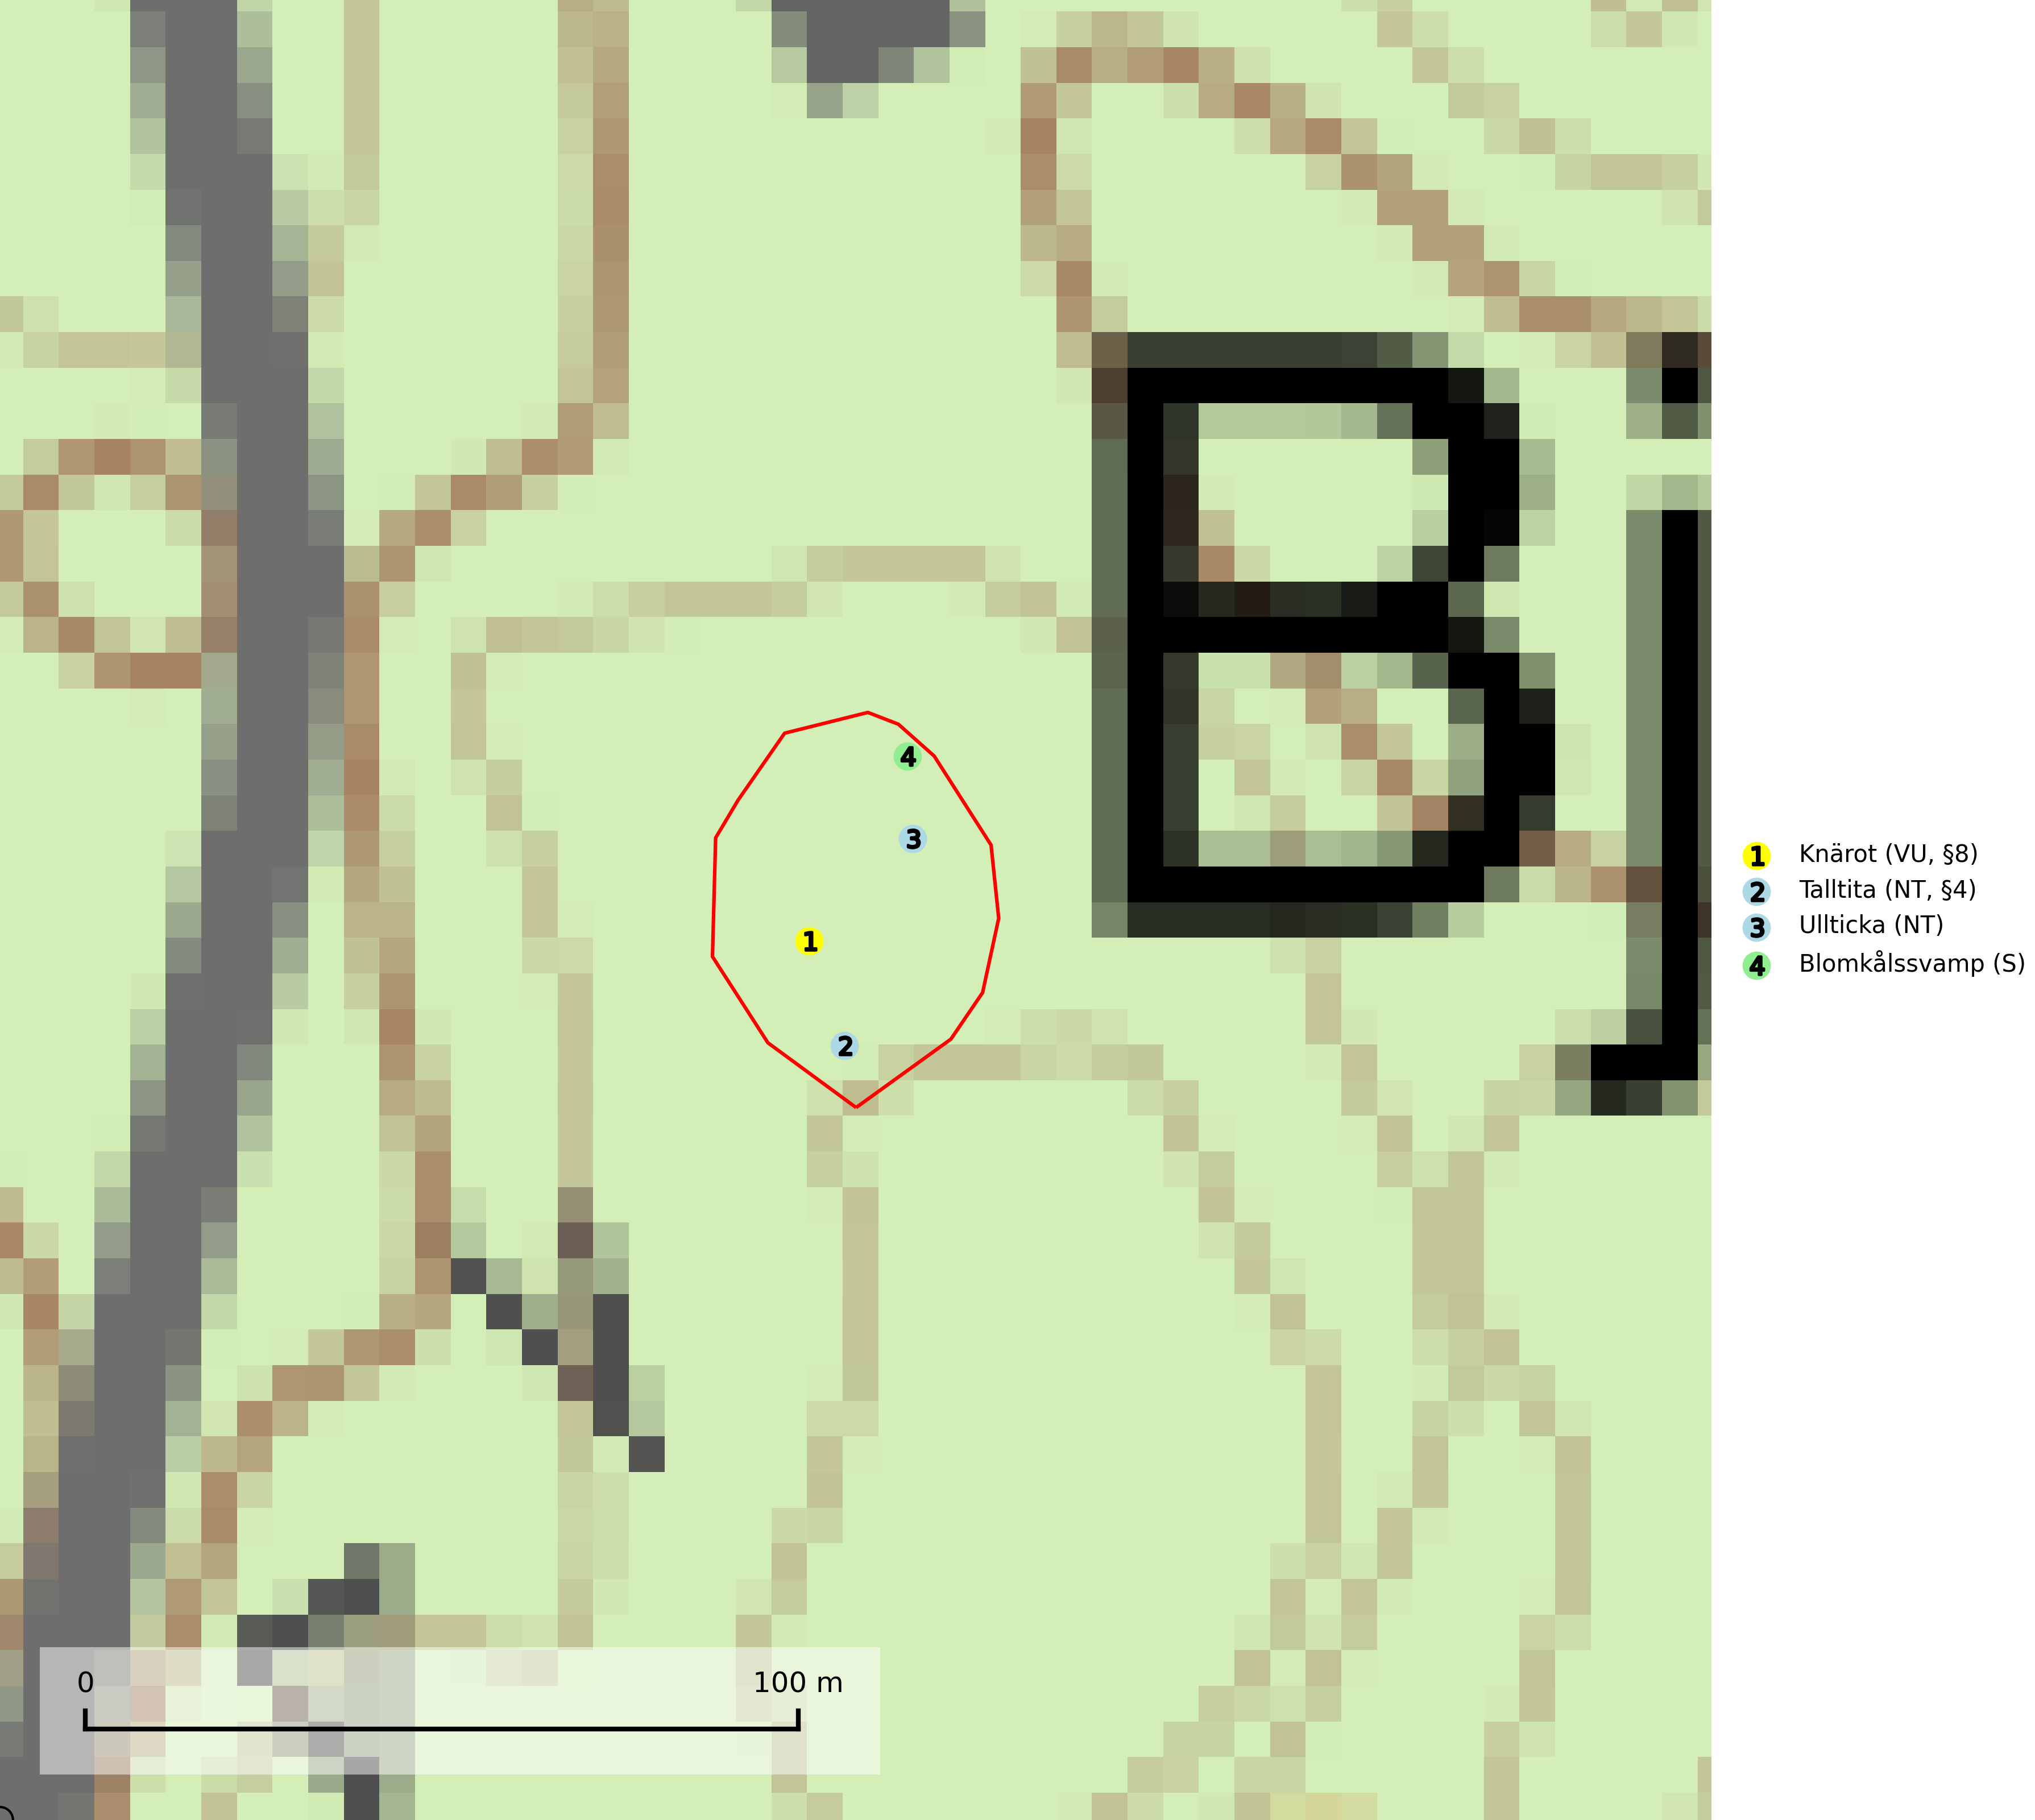 B
4
3
1
2
1 Knärot (VU, §8)
2 Talltita (NT, §4)
3 Ullticka (NT)
4 Blomkålssvamp (S)
0 100 m